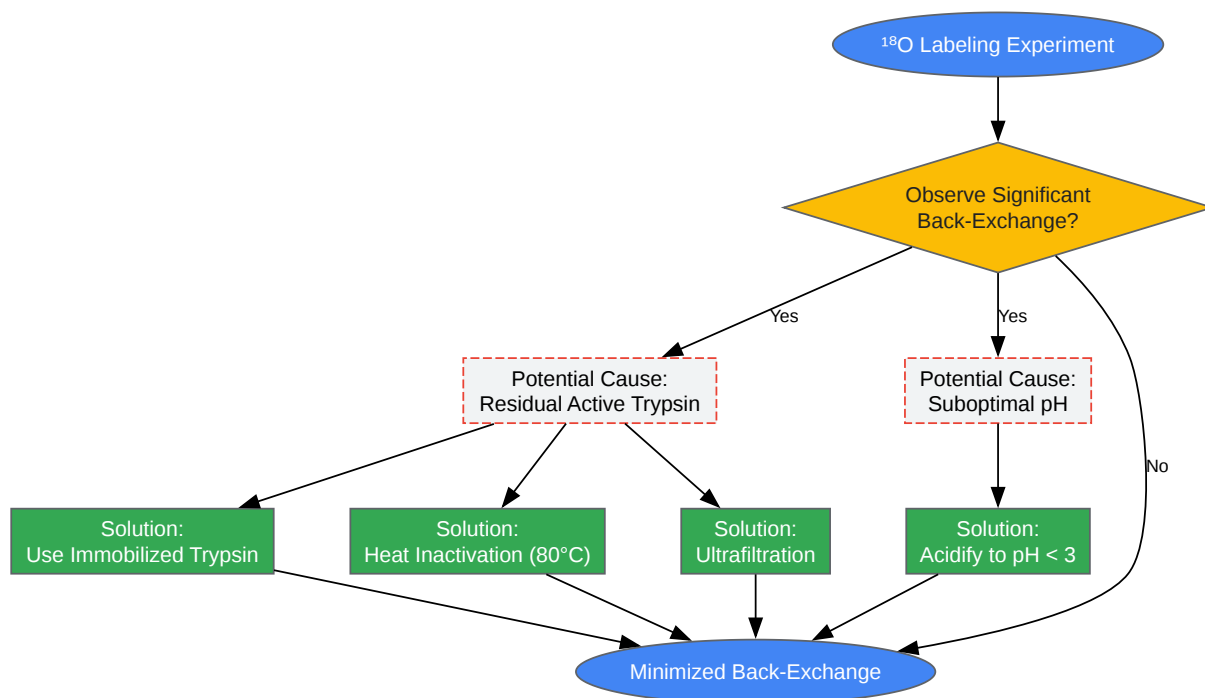 ¹⁸O Labeling Experiment
Observe Significant
Back-Exchange?
Yes
Yes
Potential Cause:
Residual Active Trypsin
Potential Cause:
Suboptimal pH
No
Solution:
Use Immobilized Trypsin
Solution:
Heat Inactivation (80°C)
Solution:
Ultrafiltration
Solution:
Acidify to pH < 3
Minimized Back-Exchange